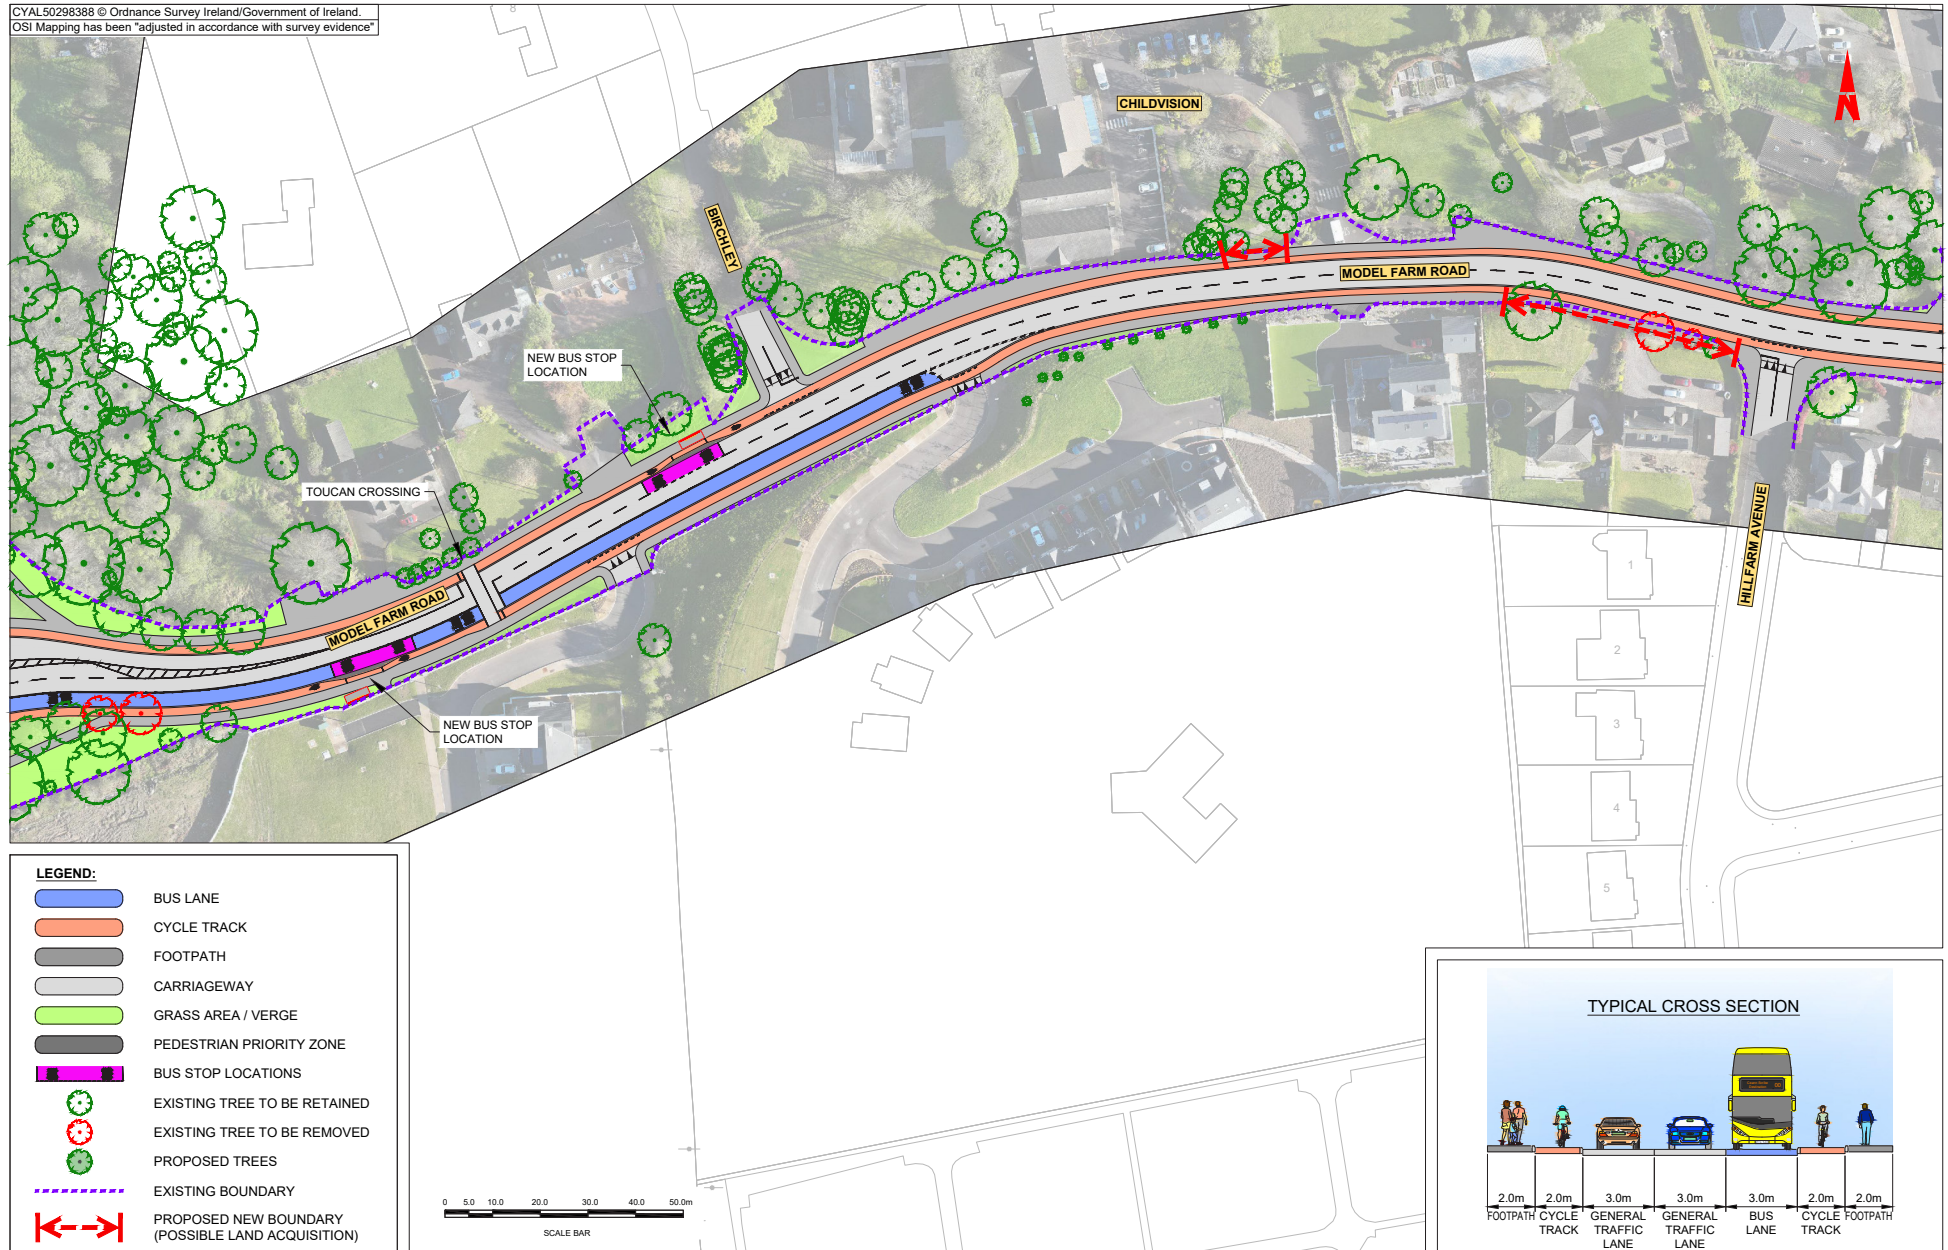 CYAL50298388 © Ordnance Survey Ireland/Government of Ireland.
OSI Mapping has been "adjusted in accordance with survey evidence"
8
CHILDVISION
N
BIRCHLEY
MODEL FARM ROAD
NEW BUS STOP
LOCATION
TOUCAN CROSSING
MODEL FARM ROAD
HILLFARM AVENUE
NEW BUS STOP
LOCATION
1
2
3
4
5
LEGEND:
BUS LANE
CYCLE TRACK
FOOTPATH
CARRIAGEWAY
GRASS AREA / VERGE
PEDESTRIAN PRIORITY ZONE
BUS STOP LOCATIONS
EXISTING TREE TO BE RETAINED
EXISTING TREE TO BE REMOVED
PROPOSED TREES
EXISTING BOUNDARY
PROPOSED NEW BOUNDARY
(POSSIBLE LAND ACQUISITION)
0 5.0 10.0 20.0 30.0 40.0 50.0m
SCALE BAR
TYPICAL CROSS SECTION
2.0m 2.0m 3.0m 3.0m 3.0m 2.0m 2.0m
FOOTPATH CYCLE GENERAL GENERAL BUS CYCLE FOOTPATH
TRACK TRAFFIC TRAFFIC LANE TRACK
LANE LANE